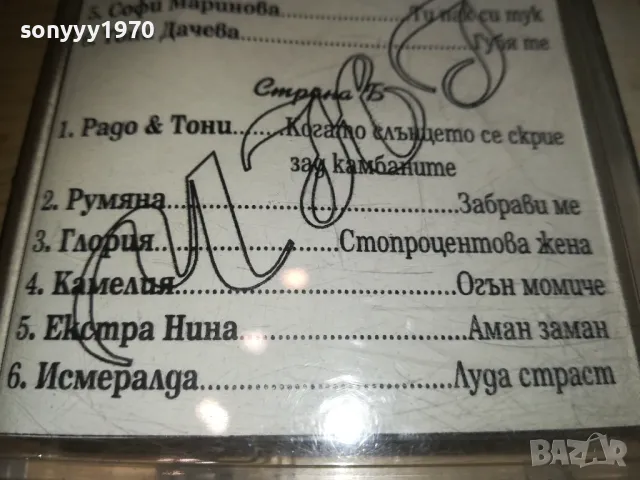 sonyyy1970
5. Софи Маринова........Ти пак си тук
Дачева........Губя те
Страна "Б"
1. Радо & Тони........Когато слънцето се скрие
зад камбаните
2. Румяна........Забрави ме
3. Глория........Стопроцентова жена
4. Камелия........Огън момиче
5. Екстра Нина........Аман заман
6. Исмералда........Луда страст
BAZAR